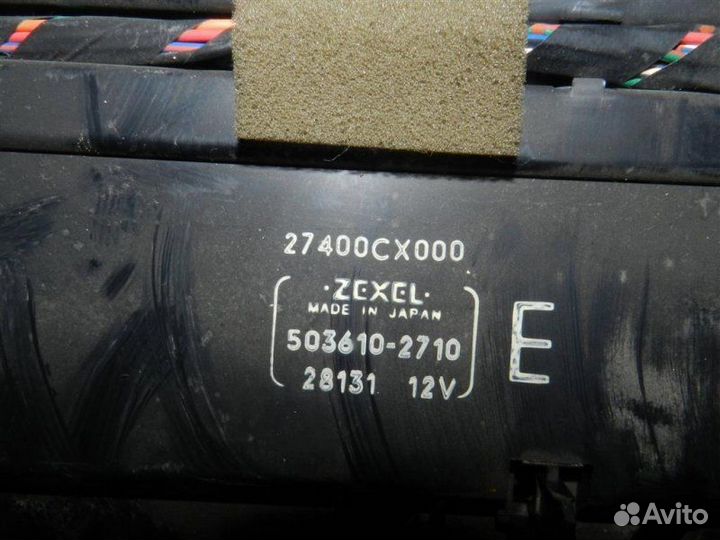 27400CX000
·ZEXEL·
MADE IN JAPAN
503610-2710
28131 12V
E
Avito